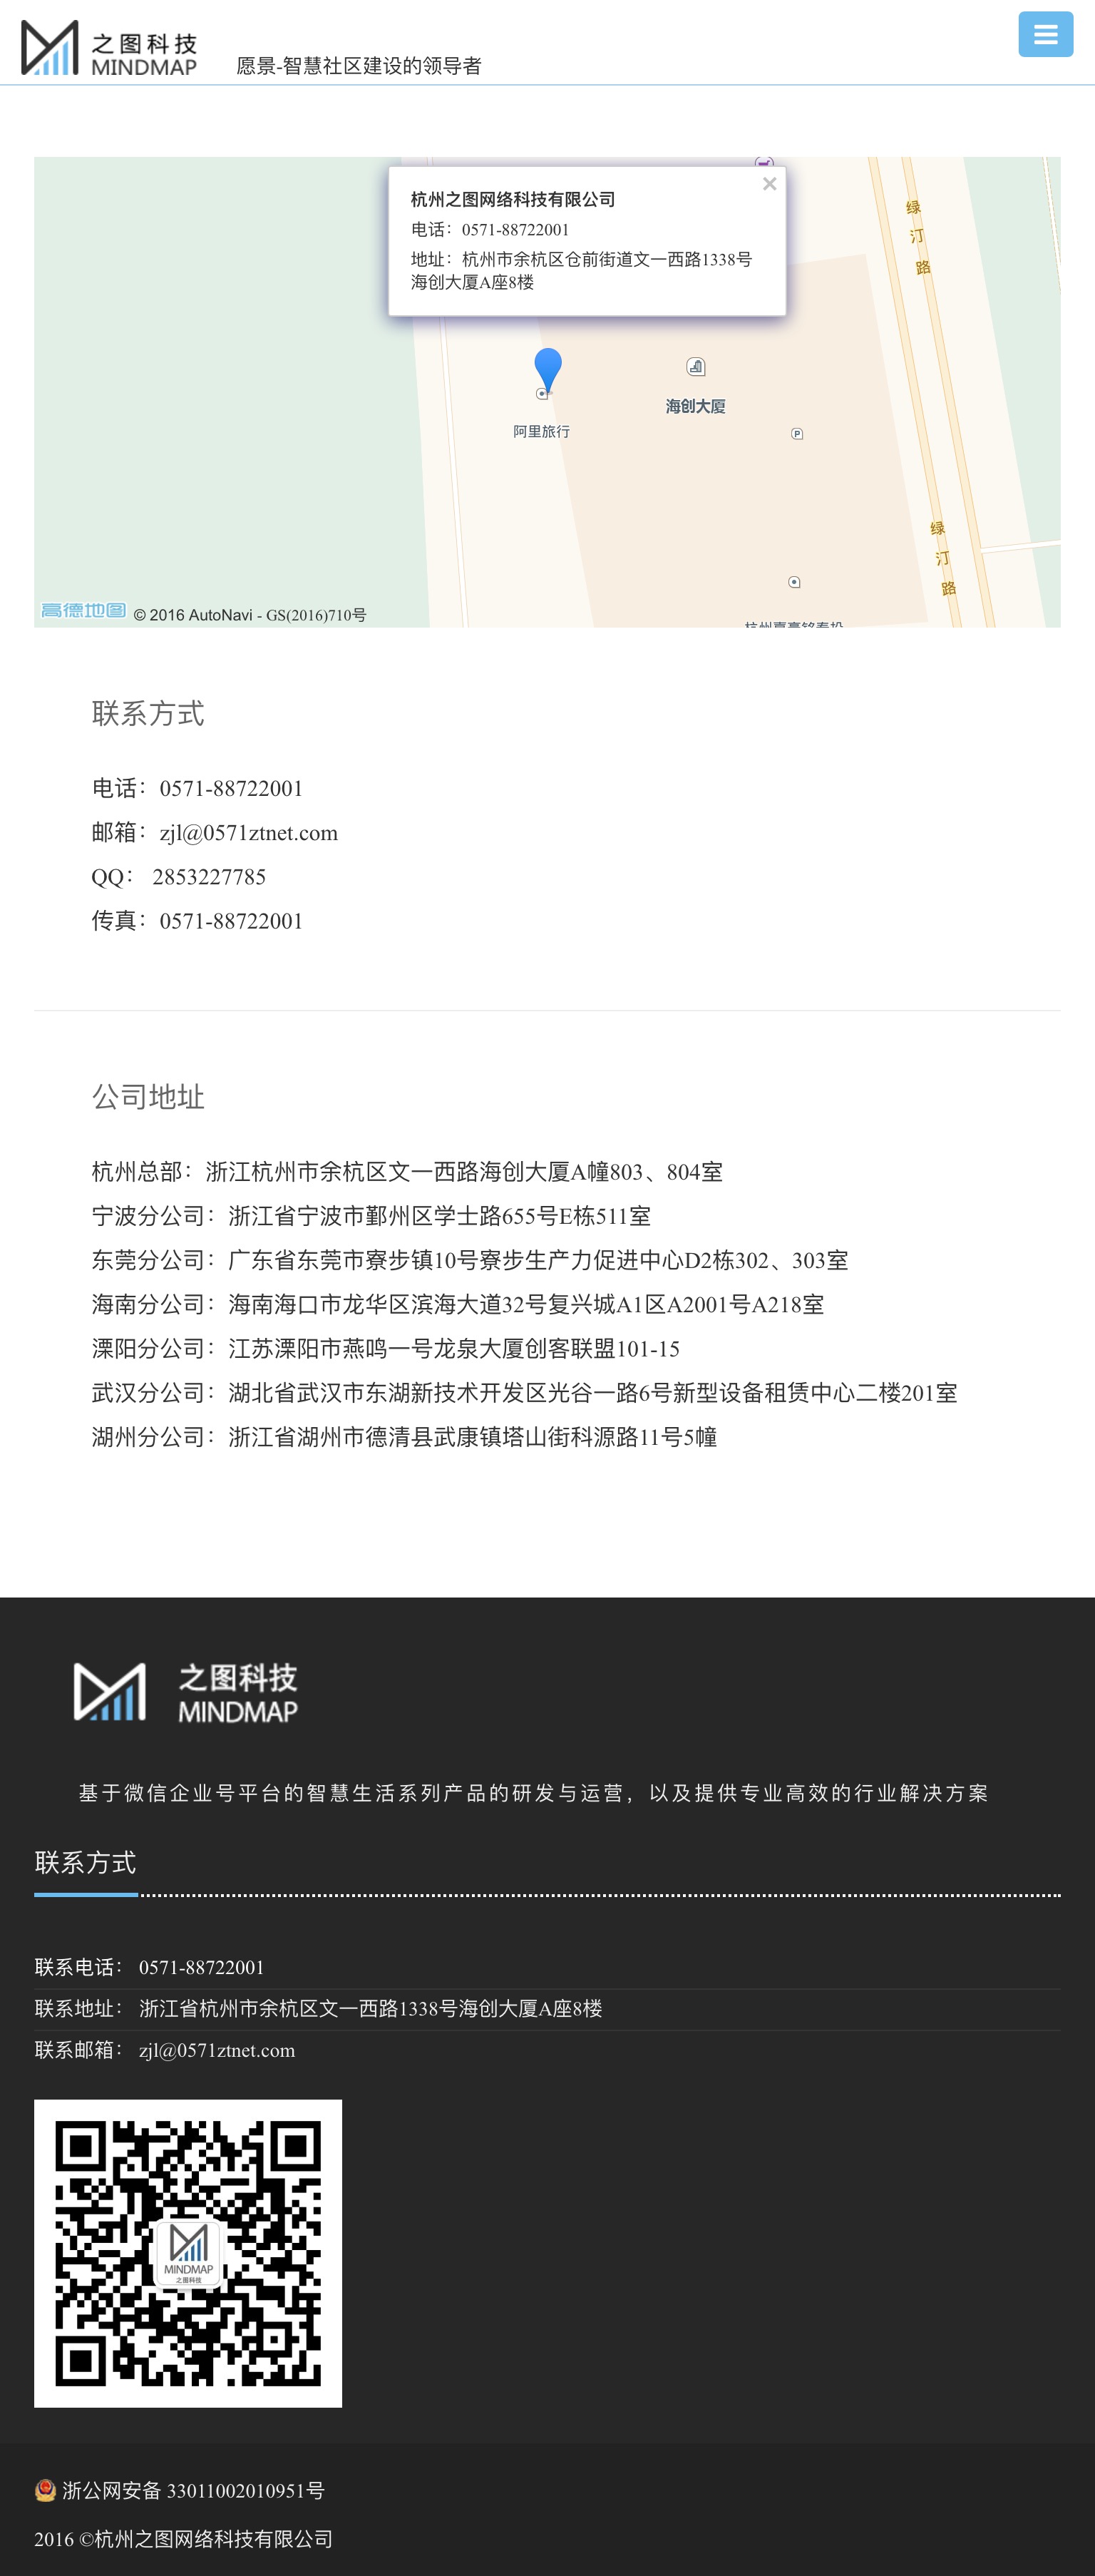 之图科技
MINDMAP
愿景-智慧社区建设的领导者
杭州之图网络科技有限公司
×
电话：0571-88722001
地址：杭州市余杭区仓前街道文一西路1338号
海创大厦A座8楼
绿汀路
海创大厦
阿里旅行
P
绿汀路
高德地图 © 2016 AutoNavi - GS(2016)710号
联系方式
电话：0571-88722001
邮箱：zjl@0571ztnet.com
QQ： 2853227785
传真：0571-88722001
公司地址
杭州总部：浙江杭州市余杭区文一西路海创大厦A幢803、804室
宁波分公司：浙江省宁波市鄞州区学士路655号E栋511室
东莞分公司：广东省东莞市寮步镇10号寮步生产力促进中心D2栋302、303室
海南分公司：海南海口市龙华区滨海大道32号复兴城A1区A2001号A218室
溧阳分公司：江苏溧阳市燕鸣一号龙泉大厦创客联盟101-15
武汉分公司：湖北省武汉市东湖新技术开发区光谷一路6号新型设备租赁中心二楼201室
湖州分公司：浙江省湖州市德清县武康镇塔山街科源路11号5幢
之图科技
MINDMAP
基于微信企业号平台的智慧生活系列产品的研发与运营，以及提供专业高效的行业解决方案
联系方式
联系电话： 0571-88722001
联系地址： 浙江省杭州市余杭区文一西路1338号海创大厦A座8楼
联系邮箱： zjl@0571ztnet.com
MINDMAP
之图科技
浙公网安备 33011002010951号
2016 ©杭州之图网络科技有限公司